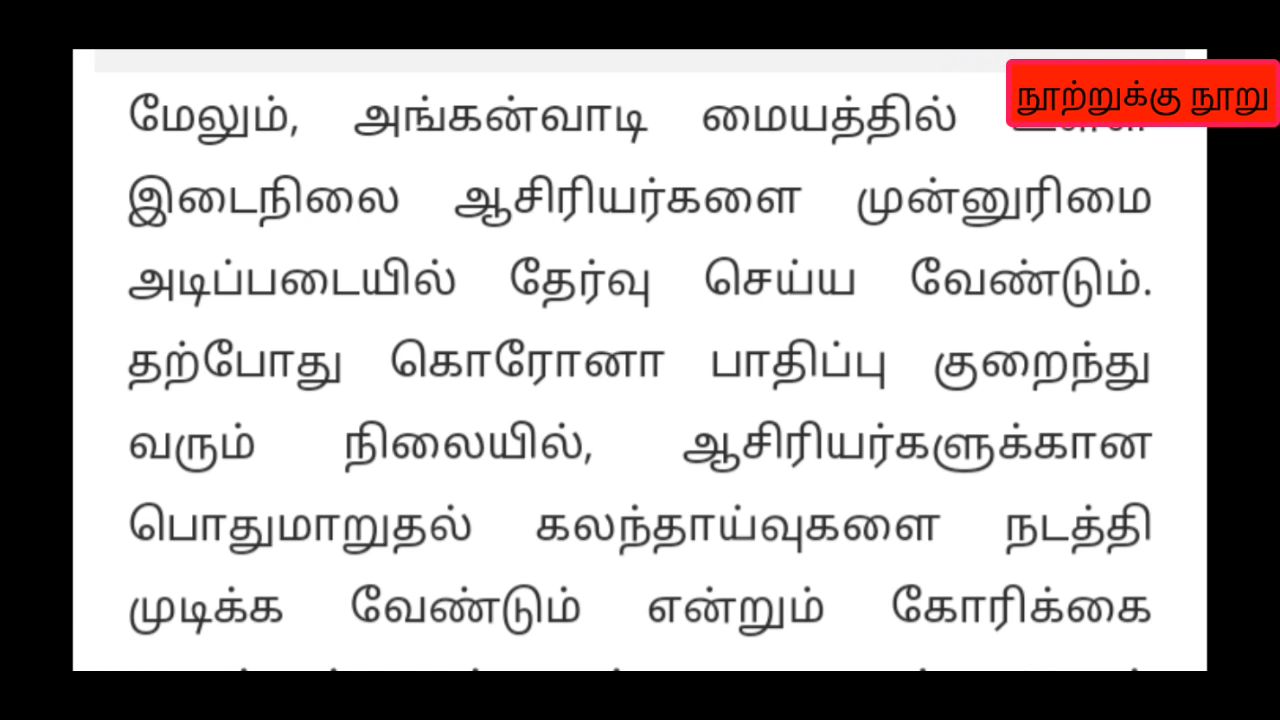 நூற்றுக்கு நூறு
மேலும், அங்கன்வாடி மையத்தில்
இடைநிலை ஆசிரியர்களை முன்னுரிமை
அடிப்படையில் தேர்வு செய்ய வேண்டும்.
தற்போது கொரோனா பாதிப்பு குறைந்து
வரும் நிலையில், ஆசிரியர்களுக்கான
பொதுமாறுதல் கலந்தாய்வுகளை நடத்தி
முடிக்க வேண்டும் என்றும் கோரிக்கை